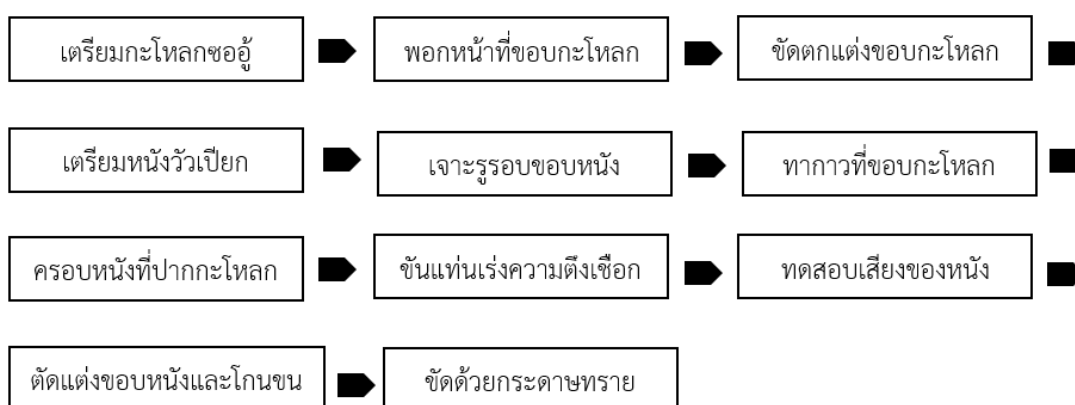 เตรียมกะโหลกซออู้
พอกหน้าที่ขอบกะโหลก
ขัดตกแต่งขอบกะโหลก
เตรียมหนังวัวเปียก
เจาะรูรอบขอบหนัง
ทากาวที่ขอบกะโหลก
ครอบหนังที่ปากกะโหลก
ขันแท่นเร่งความตึงเชือก
ทดสอบเสียงของหนัง
ตัดแต่งขอบหนังและโกนขน
ขัดด้วยกระดาษทราย